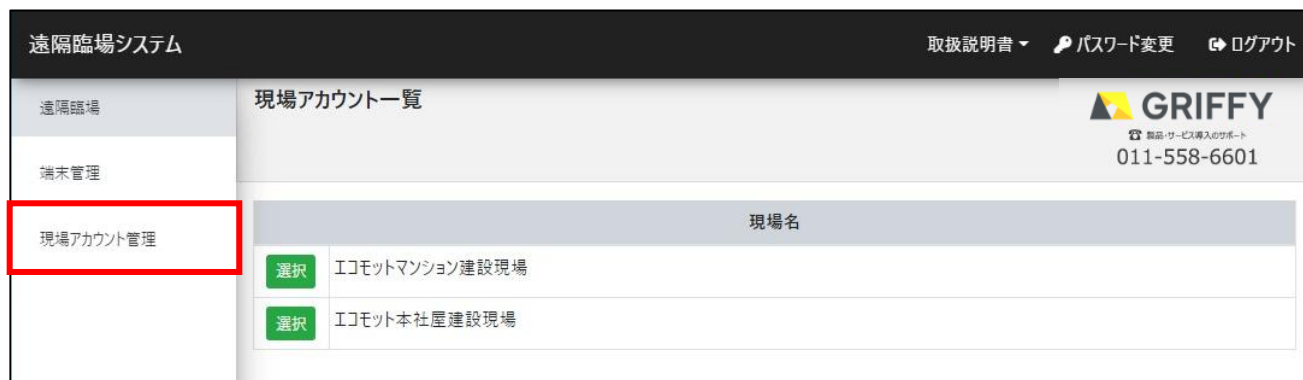 遠隔臨場システム
取扱説明書 パスワード変更 ログアウト
遠隔臨場
端末管理
現場アカウント管理
現場アカウント一覧
GRIFFY
製品・サービス導入のサポート
011-558-6601
現場名
選択 エコモットマンション建設現場
選択 エコモット本社屋建設現場